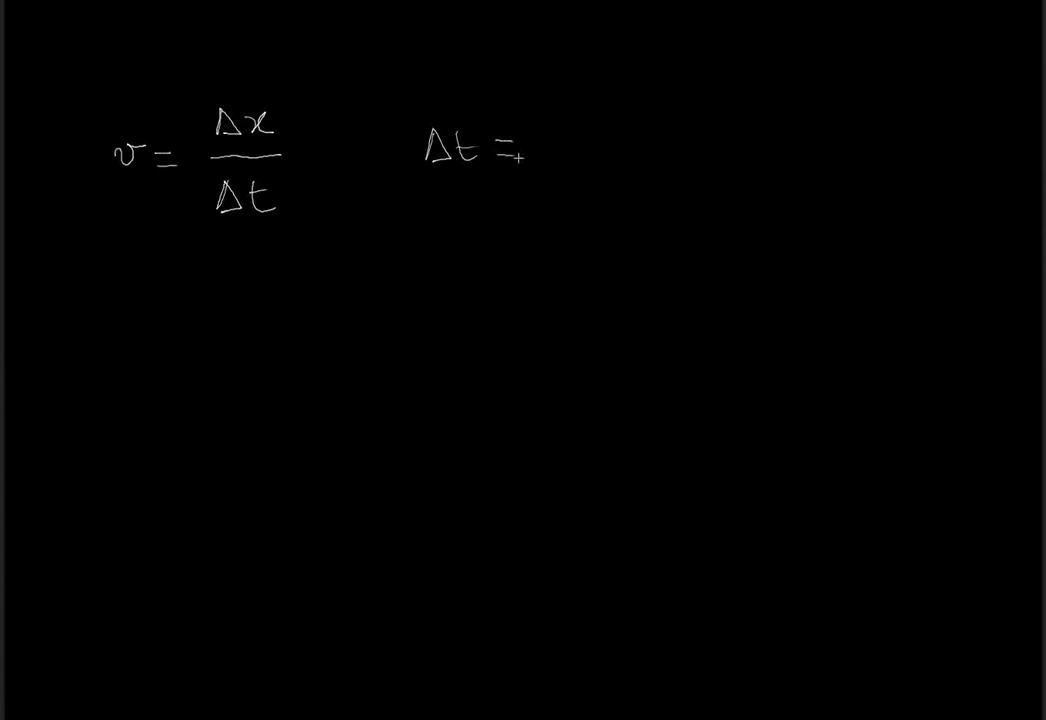 v = Δx / Δt
Δt =